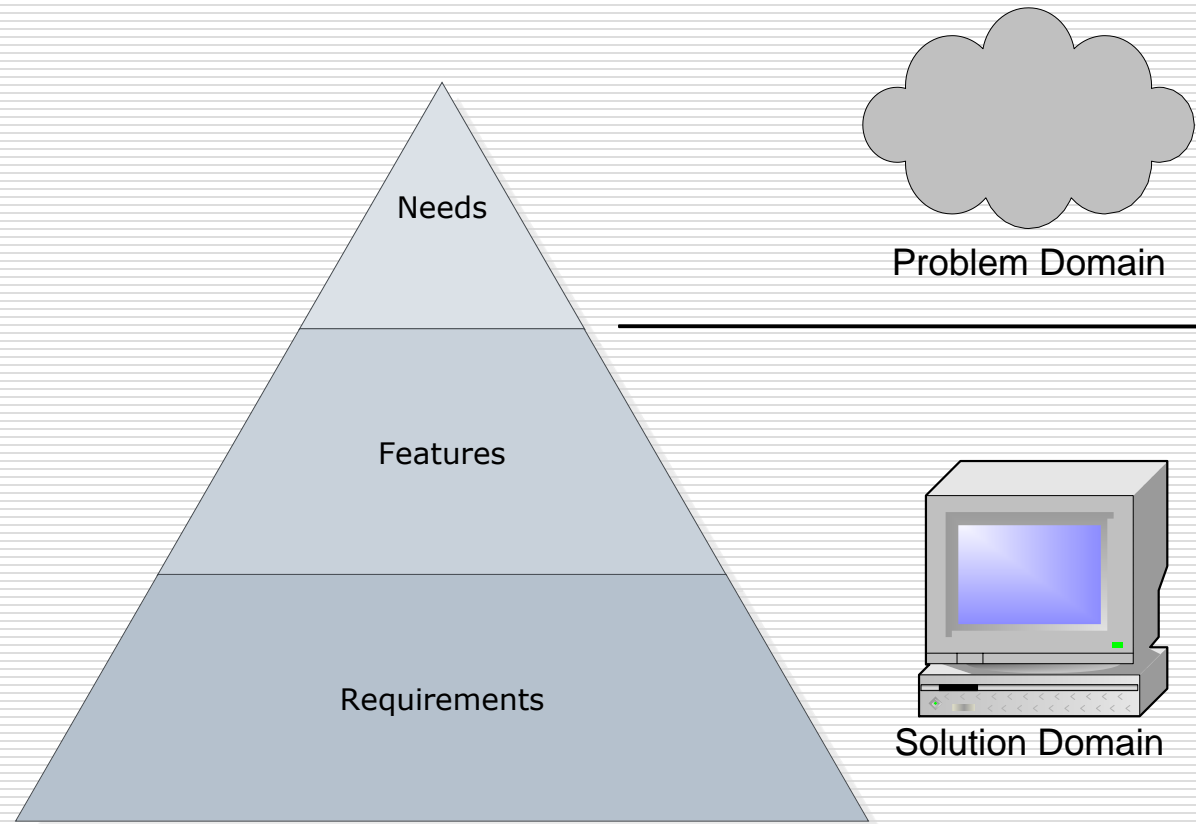 Needs
Problem Domain
Features
Requirements
Solution Domain